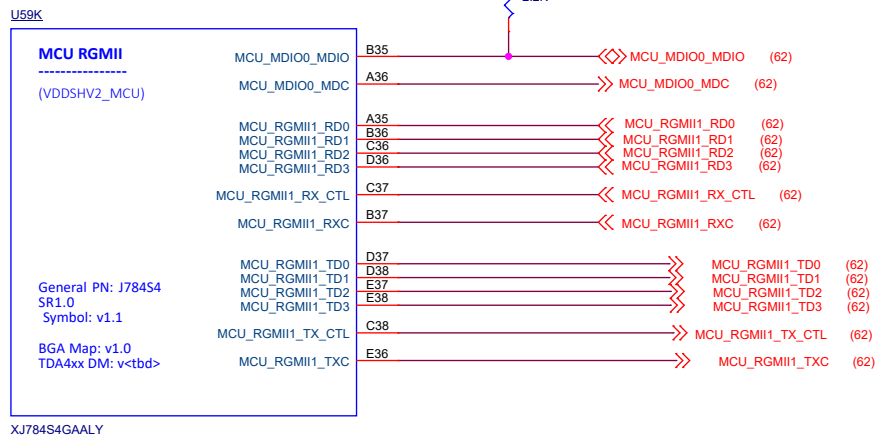 U59K
MCU RGMII
----------------
(VDDSHV2_MCU)
MCU_MDIO0_MDIO B35 MCU_MDIO0_MDIO (62)
MCU_MDIO0_MDC A36 MCU_MDIO0_MDC (62)
MCU_RGMII1_RD0 A35 MCU_RGMII1_RD0 (62)
MCU_RGMII1_RD1 B36 MCU_RGMII1_RD1 (62)
MCU_RGMII1_RD2 C36 MCU_RGMII1_RD2 (62)
MCU_RGMII1_RD3 D36 MCU_RGMII1_RD3 (62)
MCU_RGMII1_RX_CTL C37 MCU_RGMII1_RX_CTL (62)
MCU_RGMII1_RXC B37 MCU_RGMII1_RXC (62)
MCU_RGMII1_TD0 D37 MCU_RGMII1_TD0 (62)
MCU_RGMII1_TD1 D38 MCU_RGMII1_TD1 (62)
MCU_RGMII1_TD2 E37 MCU_RGMII1_TD2 (62)
MCU_RGMII1_TD3 E38 MCU_RGMII1_TD3 (62)
MCU_RGMII1_TX_CTL C38 MCU_RGMII1_TX_CTL (62)
MCU_RGMII1_TXC E36 MCU_RGMII1_TXC (62)
General PN: J784S4
SR1.0
Symbol: v1.1
BGA Map: v1.0
TDA4xx DM: v<tbd>
XJ784S4GAALY